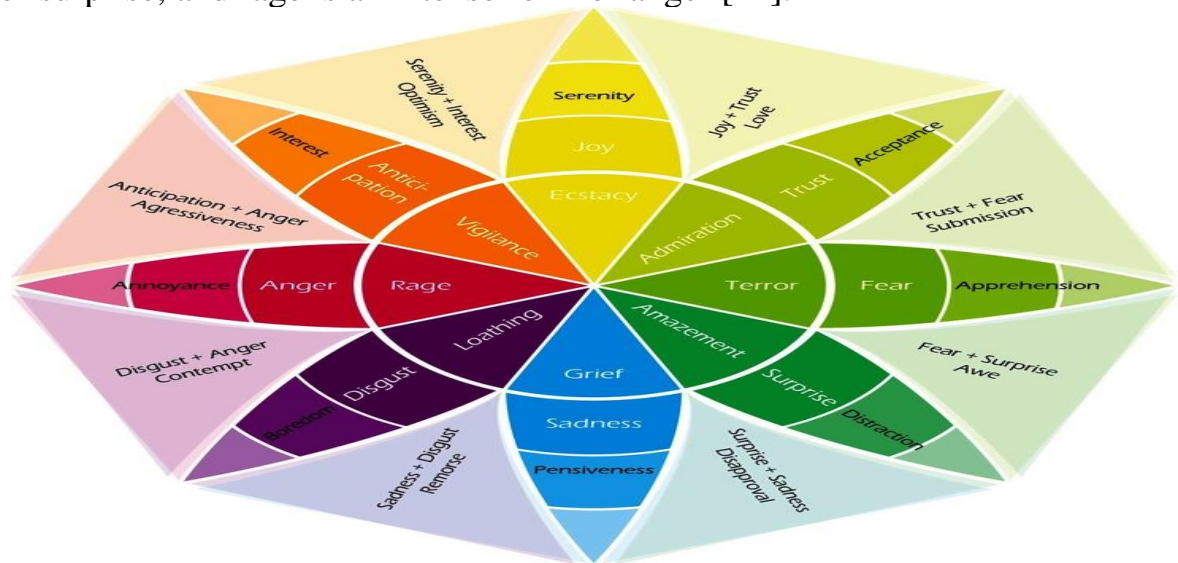 Serenity
Joy
Ecstacy
Serenity + Interest
Optimism
Joy + Trust
Love
Interest
Antici-
pation
Vigilance
Acceptance
Trust
Admiration
Anticipation + Anger
Agressiveness
Trust + Fear
Submission
Annoyance
Anger
Rage
Terror
Fear
Apprehension
Disgust + Anger
Contempt
Fear + Surprise
Awe
Loathing
Disgust
Boredom
Amazement
Surprise
Distraction
Grief
Sadness
Pensiveness
Sadness + Disgust
Remorse
Surprise + Sadness
Disapproval